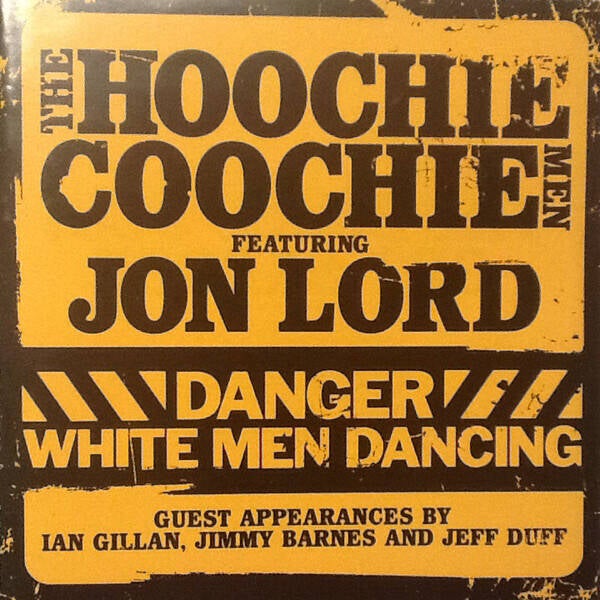 THE HOOCHIE
COOCHIE MEN
FEATURING
JON LORD
DANGER
WHITE MEN DANCING
GUEST APPEARANCES BY
IAN GILLAN, JIMMY BARNES AND JEFF DUFF